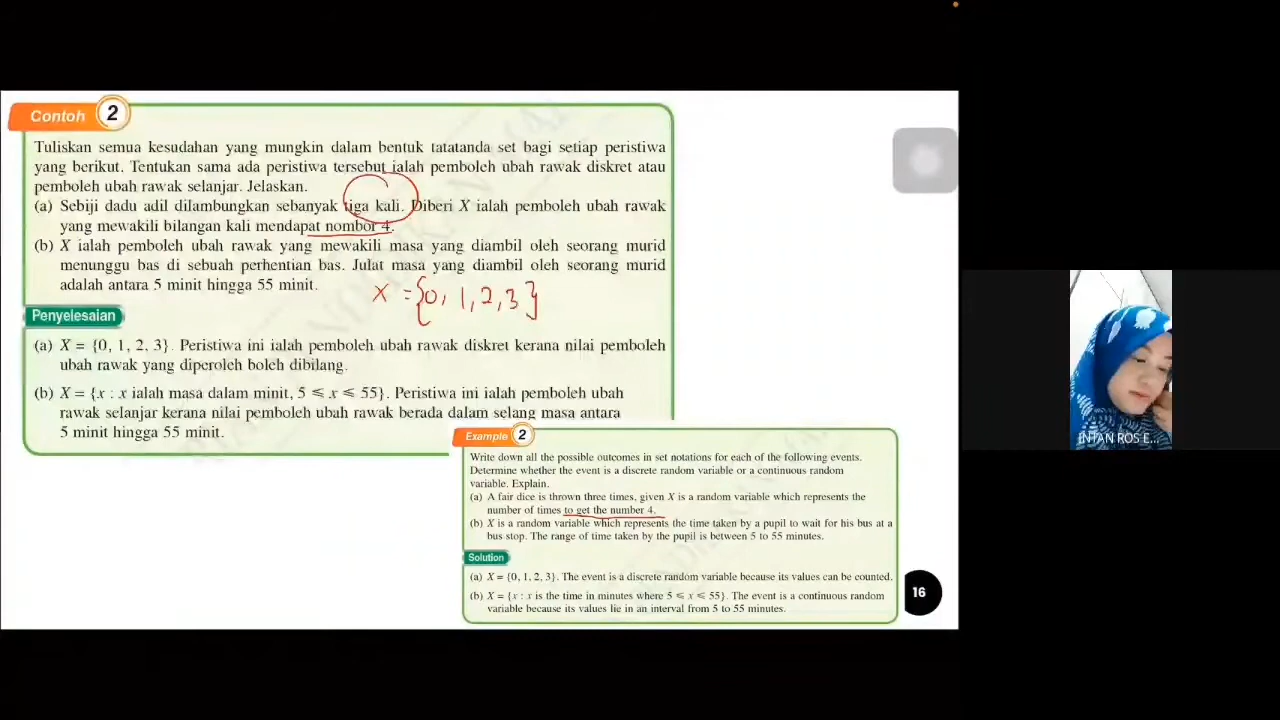 Contoh 2
Tuliskan semua kesudahan yang mungkin dalam bentuk tatatanda set bagi setiap peristiwa
yang berikut. Tentukan sama ada peristiwa tersebut ialah pemboleh ubah rawak diskret atau
pemboleh ubah rawak selanjar. Jelaskan.
(a) Sebiji dadu adil dilambungkan sebanyak tiga kali. Diberi X ialah pemboleh ubah rawak
yang mewakili bilangan kali mendapat nombor 4.
(b) X ialah pemboleh ubah rawak yang mewakili masa yang diambil oleh seorang murid
menunggu bas di sebuah perhentian bas. Julat masa yang diambil oleh seorang murid
adalah antara 5 minit hingga 55 minit.
X = {0, 1, 2, 3}
Penyelesaian
(a) X = {0, 1, 2, 3}. Peristiwa ini ialah pemboleh ubah rawak diskret kerana nilai pemboleh
ubah rawak yang diperoleh boleh dibilang.
(b) X = {x : x ialah masa dalam minit, 5 ⩽ x ⩽ 55}. Peristiwa ini ialah pemboleh ubah
rawak selanjar kerana nilai pemboleh ubah rawak berada dalam selang masa antara
5 minit hingga 55 minit.
Example 2
Write down all the possible outcomes in set notations for each of the following events.
Determine whether the event is a discrete random variable or a continuous random
variable. Explain.
(a) A fair dice is thrown three times, given X is a random variable which represents the
number of times to get the number 4.
(b) X is a random variable which represents the time taken by a pupil to wait for his bus at a
bus stop. The range of time taken by the pupil is between 5 to 55 minutes.
Solution
(a) X = {0, 1, 2, 3}. The event is a discrete random variable because its values can be counted.
(b) X = {x : x is the time in minutes where 5 ⩽ x ⩽ 55}. The event is a continuous random
variable because its values lie in an interval from 5 to 55 minutes.
16
INTAN ROS E...